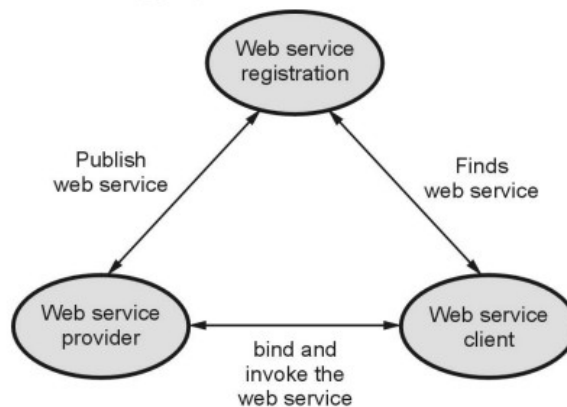 Web service
registration
Publish
web service
Finds
web service
Web service
provider
bind and
invoke the
web service
Web service
client